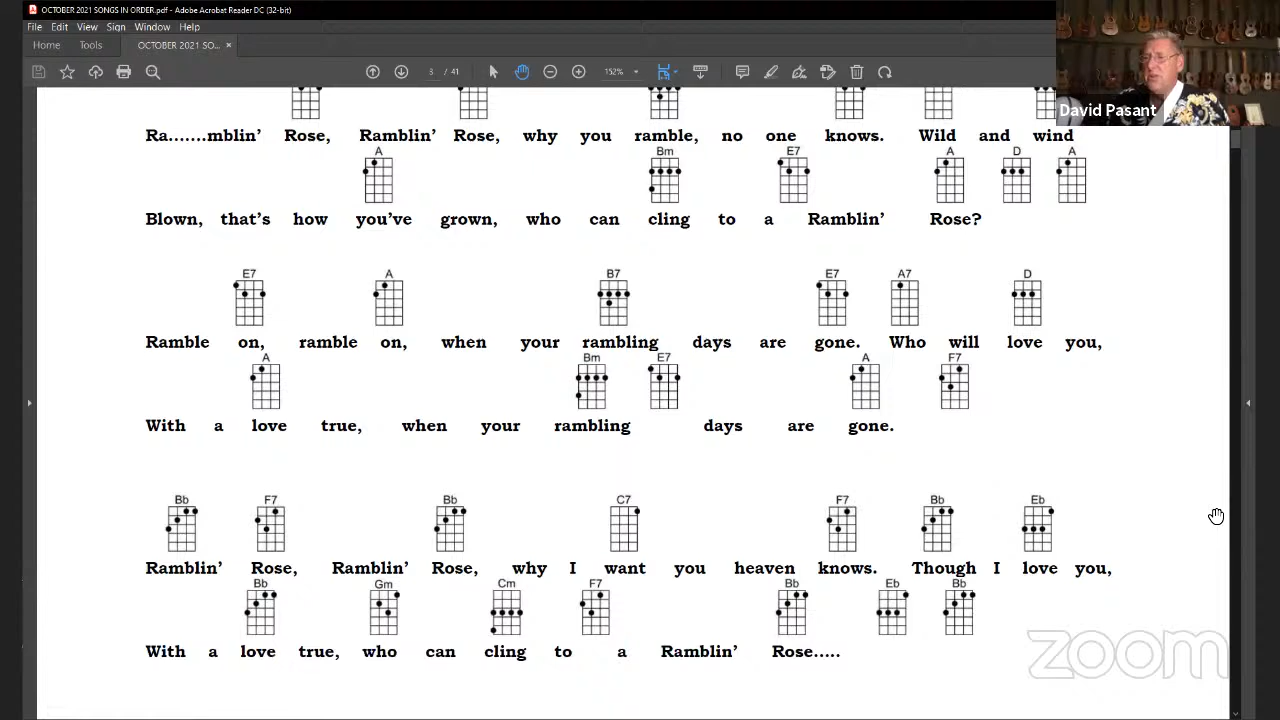 OCTOBER 2021 SONGS IN ORDER.pdf - Adobe Acrobat Reader DC (32-bit)
File Edit View Sign Window Help
Home Tools OCTOBER 2021 SO... ×
3 / 41 152%
David Pasant
Ra.......mblin' Rose, Ramblin' Rose, why you ramble, no one knows. Wild and wind
A Bm E7 A D A
Blown, that's how you've grown, who can cling to a Ramblin' Rose?
E7 A B7 E7 A7 D
Ramble on, ramble on, when your rambling days are gone. Who will love you,
A Bm E7 A F7
With a love true, when your rambling days are gone.
Bb F7 Bb C7 F7 Bb Eb
Ramblin' Rose, Ramblin' Rose, why I want you heaven knows. Though I love you,
Bb Gm Cm F7 Bb Eb Bb
With a love true, who can cling to a Ramblin' Rose.....
zoom